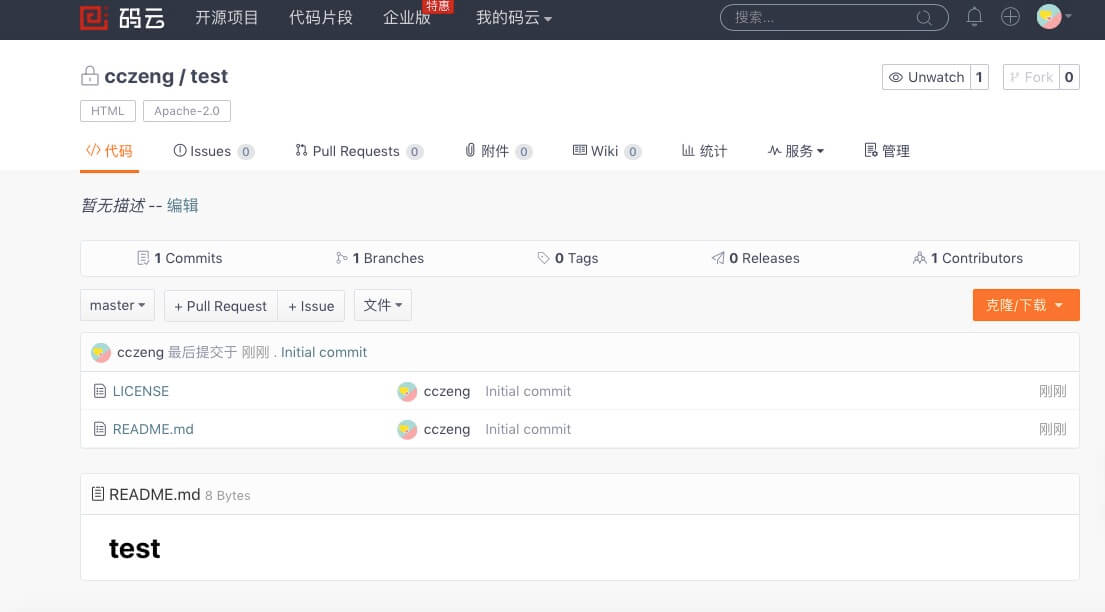 码云 开源项目 代码片段 企业版 特惠 我的码云 搜索...
cczeng / test Unwatch 1 Fork 0
HTML Apache-2.0
代码 Issues 0 Pull Requests 0 附件 0 Wiki 0 统计 服务 管理
暂无描述 -- 编辑
1 Commits 1 Branches 0 Tags 0 Releases 1 Contributors
master + Pull Request + Issue 文件 克隆/下载
cczeng 最后提交于 刚刚 . Initial commit
LICENSE cczeng Initial commit 刚刚
README.md cczeng Initial commit 刚刚
README.md 8 Bytes
test